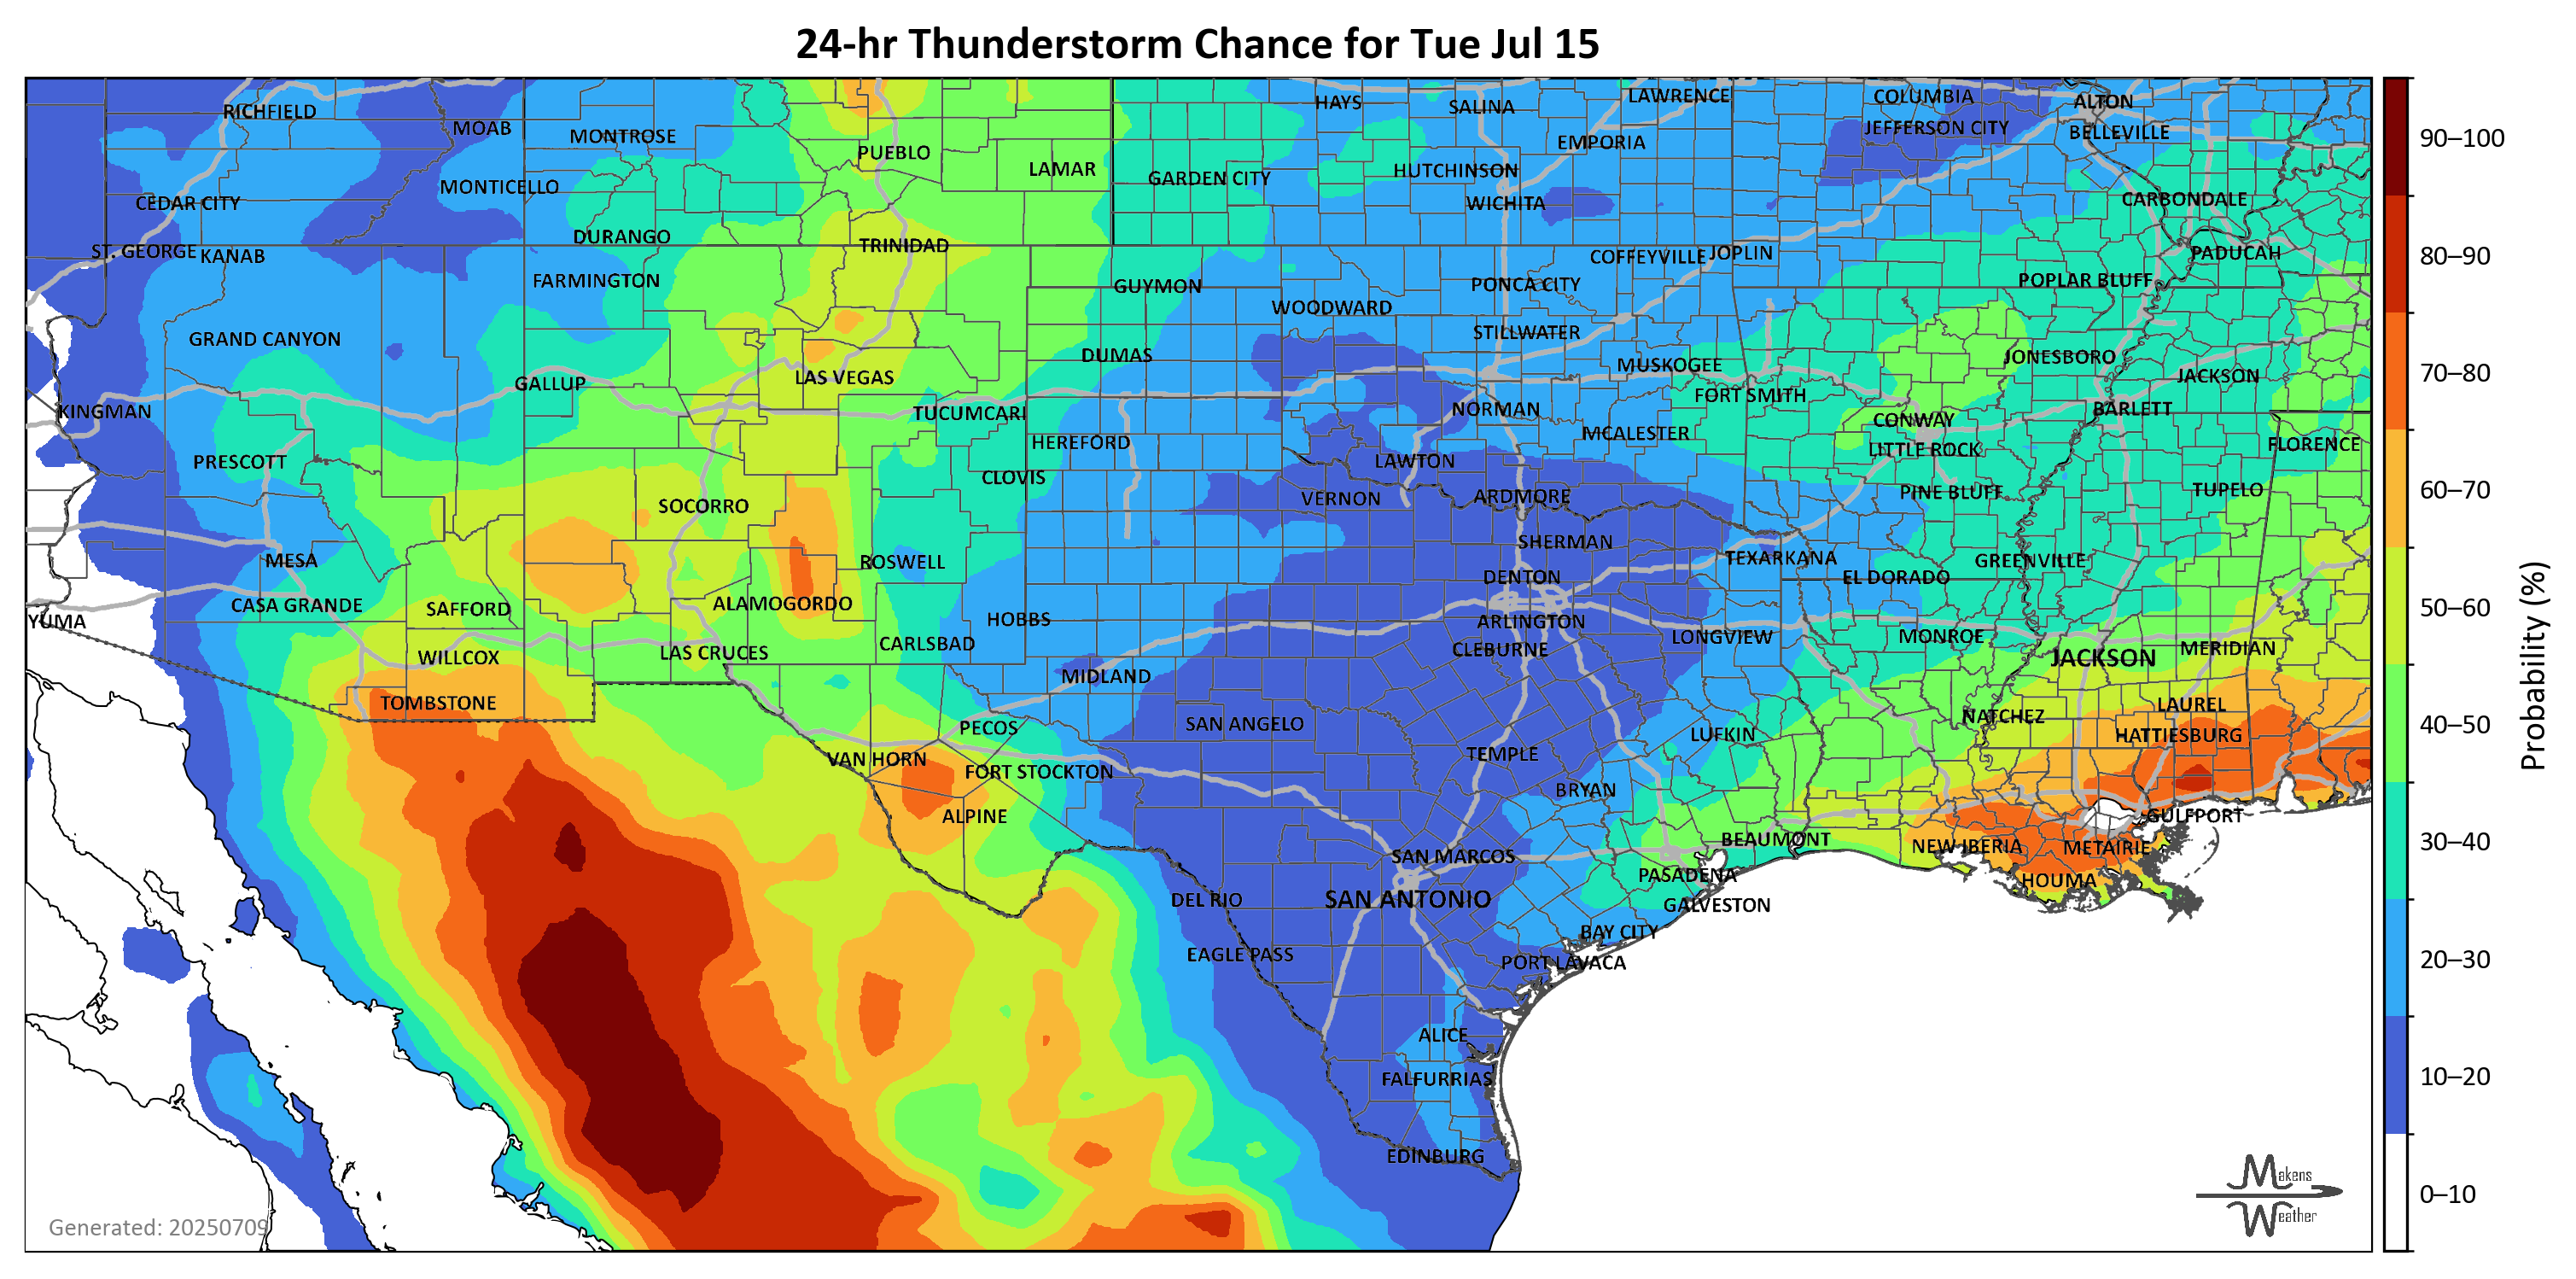 24-hr Thunderstorm Chance for Tue Jul 15
RICHFIELD
MOAB
MONTROSE
PUEBLO
LAMAR
HAYS
SALINA
LAWRENCE
COLUMBIA
ALTON
JEFFERSON CITY
BELLEVILLE
EMPORIA
GARDEN CITY
HUTCHINSON
MONTICELLO
CEDAR CITY
WICHITA
CARBONDALE
DURANGO
TRINIDAD
ST. GEORGE
KANAB
COFFEYVILLE
JOPLIN
PADUCAH
FARMINGTON
GUYMON
PONCA CITY
POPLAR BLUFF
WOODWARD
GRAND CANYON
STILLWATER
DUMAS
MUSKOGEE
JONESBORO
GALLUP
LAS VEGAS
JACKSON
FORT SMITH
KINGMAN
TUCUMCARI
NORMAN
BARLETT
CONWAY
HEREFORD
MCALESTER
LITTLE ROCK
FLORENCE
PRESCOTT
LAWTON
CLOVIS
SOCORRO
VERNON
ARDMORE
PINE BLUFF
TUPELO
MESA
ROSWELL
SHERMAN
TEXARKANA
GREENVILLE
DENTON
EL DORADO
CASA GRANDE
SAFFORD
ALAMOGORDO
YUMA
HOBBS
ARLINGTON
LONGVIEW
MONROE
WILLCOX
LAS CRUCES
CARLSBAD
CLEBURNE
JACKSON
MERIDIAN
MIDLAND
TOMBSTONE
LAUREL
PECOS
SAN ANGELO
NATCHEZ
LUFKIN
HATTIESBURG
VAN HORN
FORT STOCKTON
TEMPLE
BRYAN
ALPINE
GULFPORT
BEAUMONT
NEW IBERIA
METAIRIE
SAN MARCOS
PASADENA
HOUMA
DEL RIO
SAN ANTONIO
GALVESTON
BAY CITY
EAGLE PASS
PORT LAVACA
ALICE
FALFURRIAS
EDINBURG
Generated: 20250709
Makens
Weather
90–100
80–90
70–80
60–70
50–60
40–50
30–40
20–30
10–20
0–10
Probability (%)